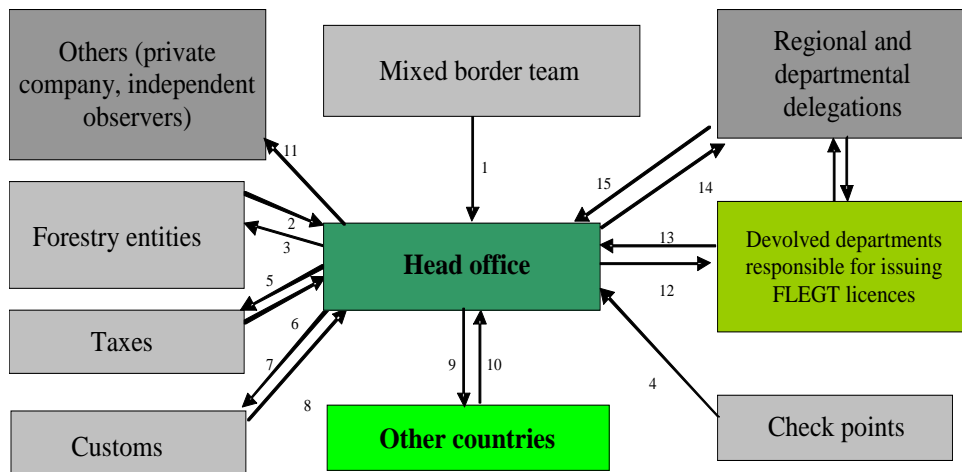 Others (private
company, independent
observers)
Mixed border team
Regional and
departmental
delegations
11
1
15
14
Forestry entities
2
3
Head office
13
12
Devolved departments
responsible for issuing
FLEGT licences
5
6
Taxes
7
8
9
10
4
Customs
Other countries
Check points